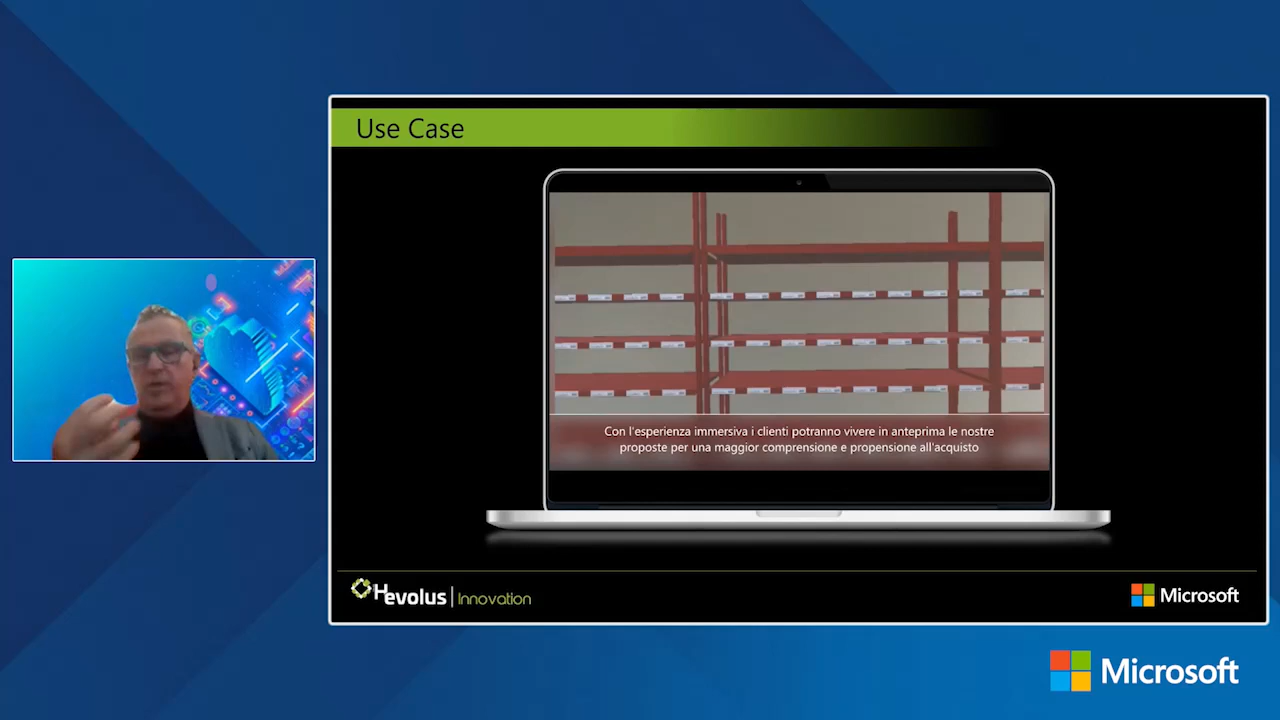 Use Case
Con l'esperienza immersiva i clienti potranno vivere in anteprima le nostre
proposte per una maggior comprensione e propensione all'acquisto
Hevolus | Innovation
Microsoft
Microsoft